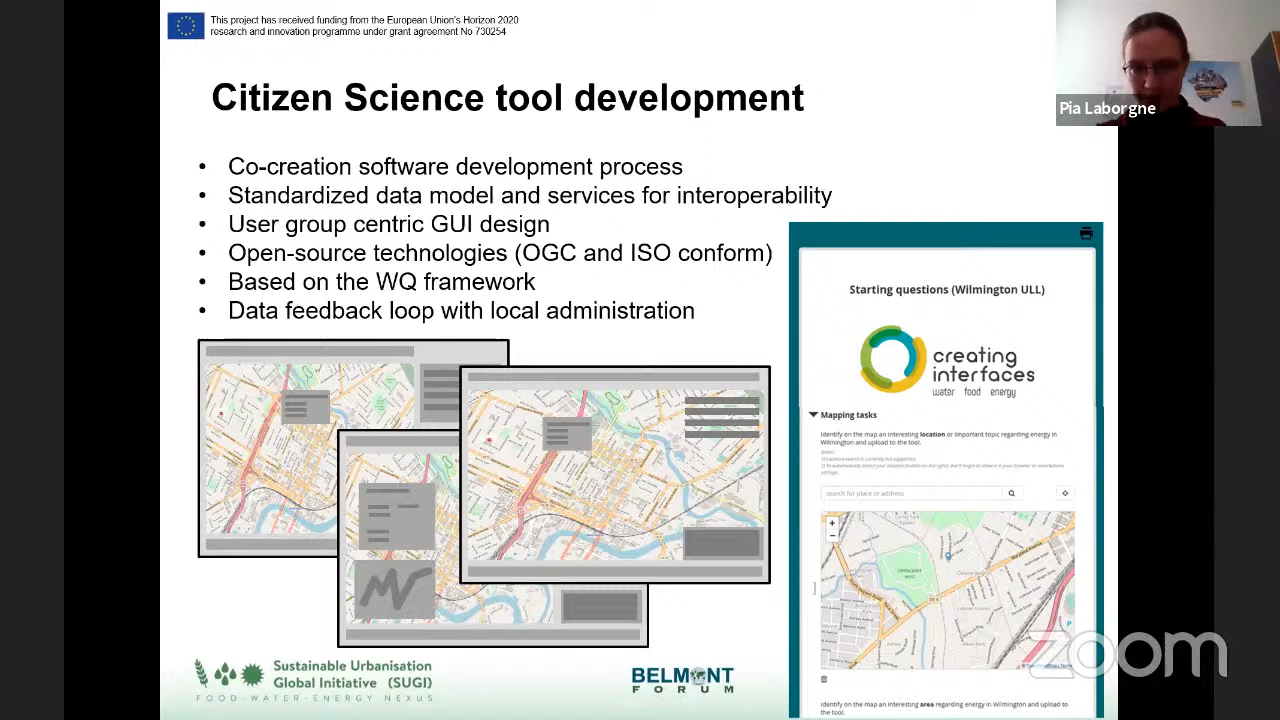 This project has received funding from the European Union's Horizon 2020
research and innovation programme under grant agreement No 730254
Pia Laborgne
Citizen Science tool development
• Co-creation software development process
• Standardized data model and services for interoperability
• User group centric GUI design
• Open-source technologies (OGC and ISO conform)
• Based on the WQ framework
• Data feedback loop with local administration
Starting questions (Wilmington ULL)
creating
interfaces
water food energy
Mapping tasks
Identify on the map an interesting location or important topic regarding energy in
Wilmington and upload to the tool.
Notes:
search for place or address
+
−
Identify on the map an interesting area regarding energy in Wilmington and upload to
the tool.
Sustainable Urbanisation
Global Initiative (SUGI)
FOOD-WATER-ENERGY NEXUS
BELMONT
FORUM
zoom